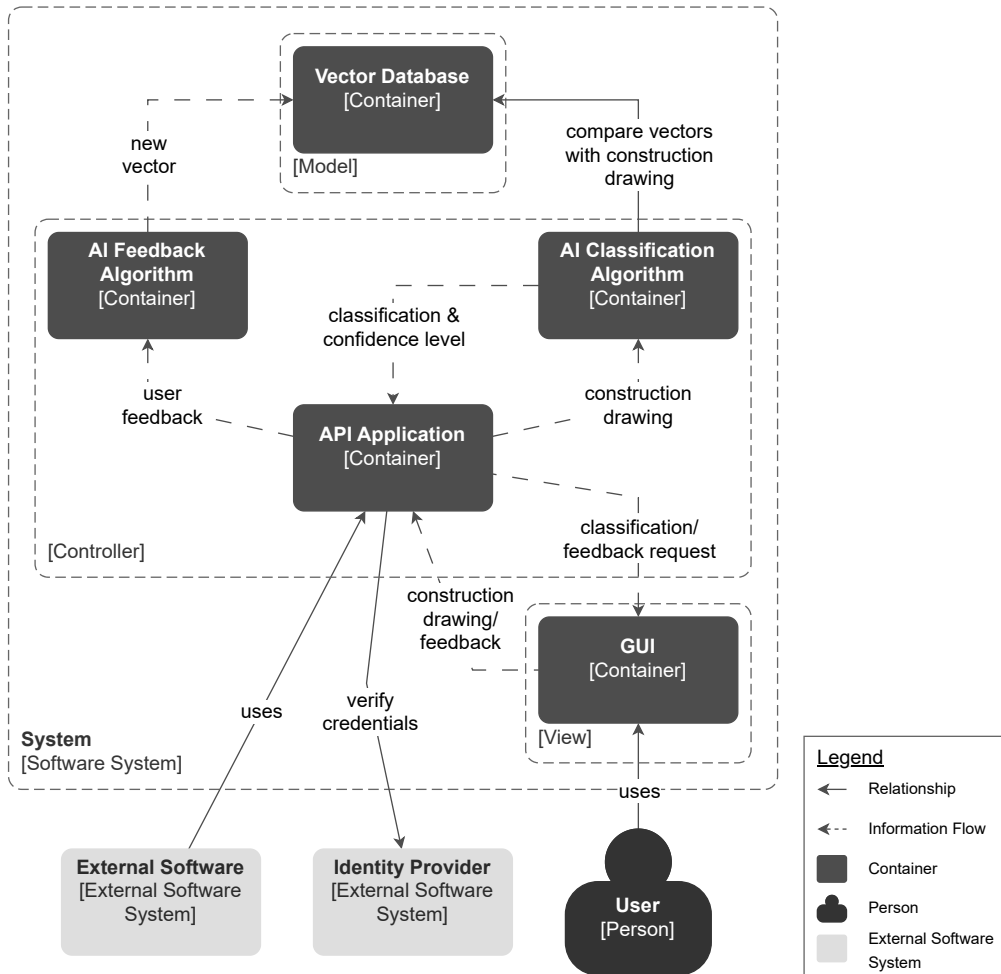 Vector Database
[Container]
[Model]
new
vector
compare vectors
with construction
drawing
AI Feedback
Algorithm
[Container]
AI Classification
Algorithm
[Container]
classification &
confidence level
user
feedback
construction
drawing
API Application
[Container]
[Controller]
classification/
feedback request
construction
drawing/
feedback
GUI
[Container]
[View]
uses
verify
credentials
System
[Software System]
uses
External Software
[External Software
System]
Identity Provider
[External Software
System]
User
[Person]
Legend
Relationship
Information Flow
Container
Person
External Software
System